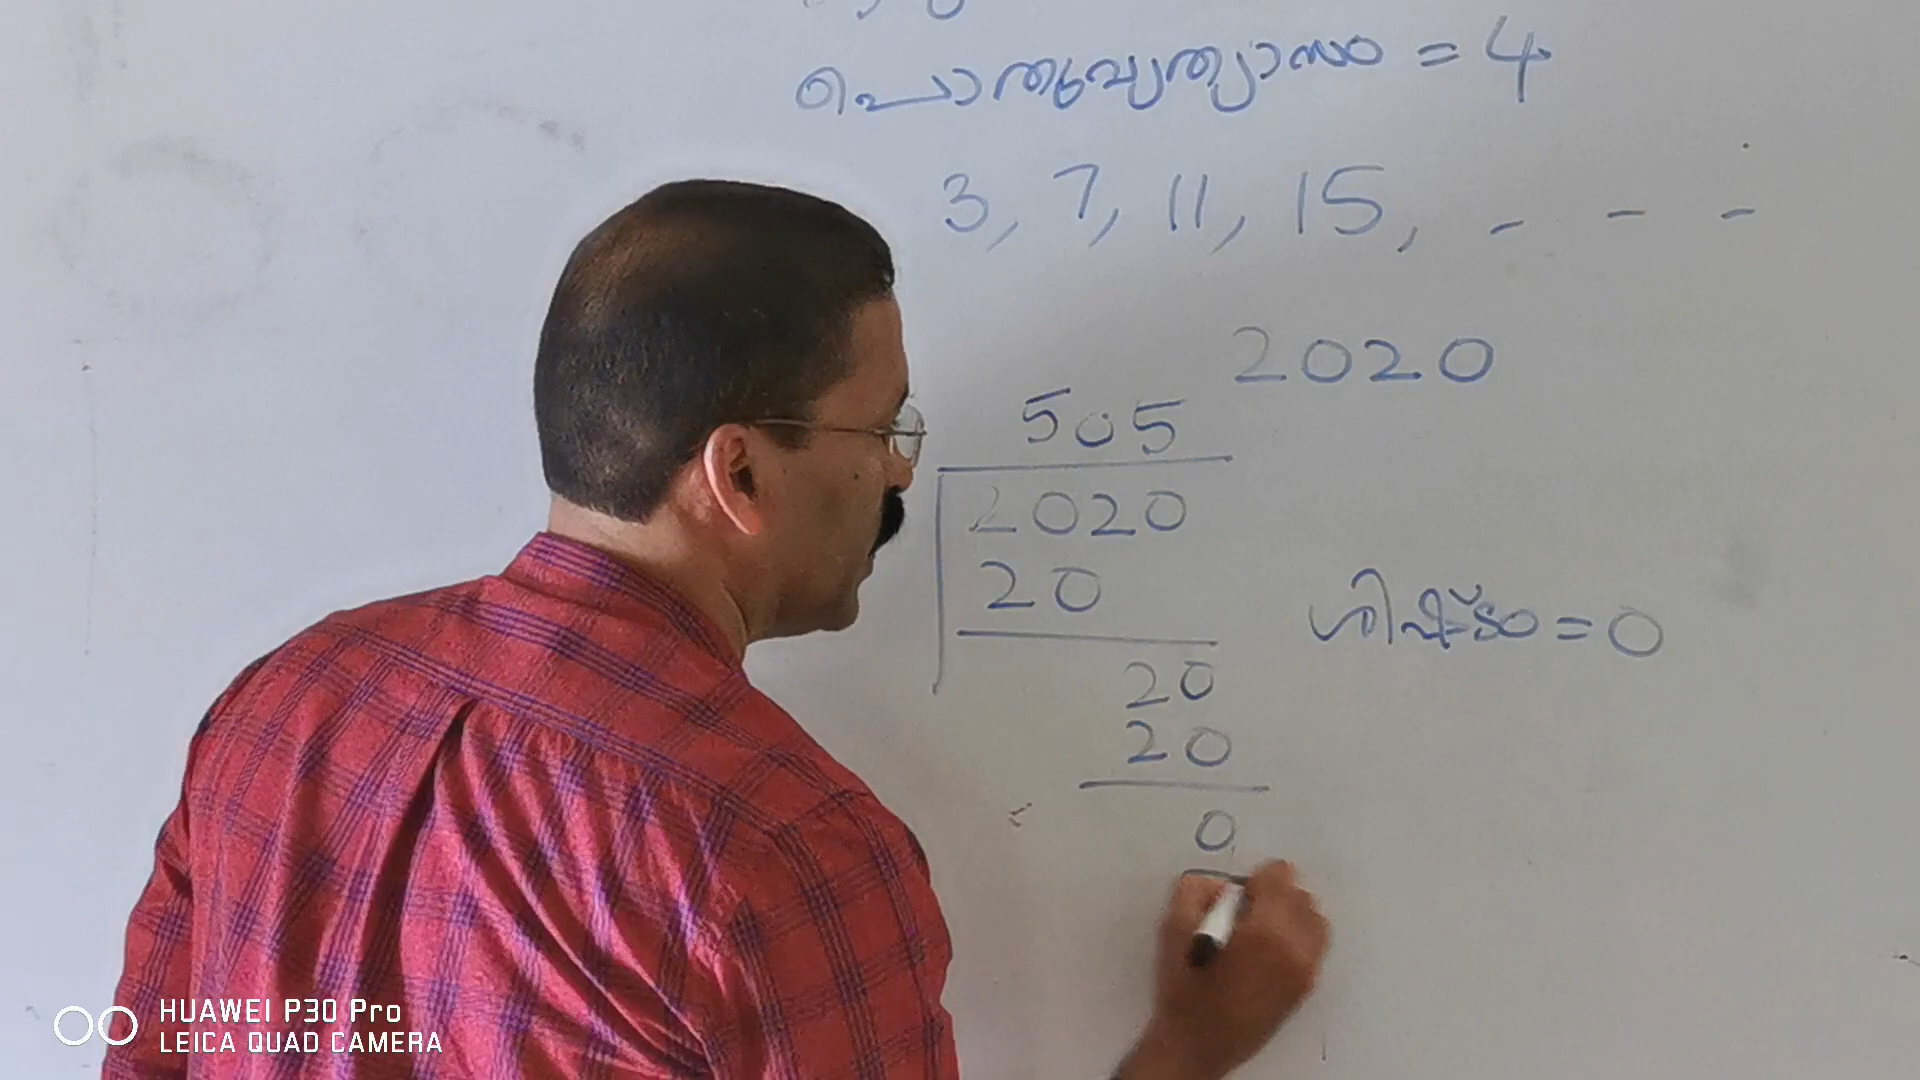 പൊതുവ്യത്യാസം = 4
3, 7, 11, 15, - - -
2020
505
2020
20
ശിഷ്ടം = 0
20
20
0
HUAWEI P30 Pro
LEICA QUAD CAMERA